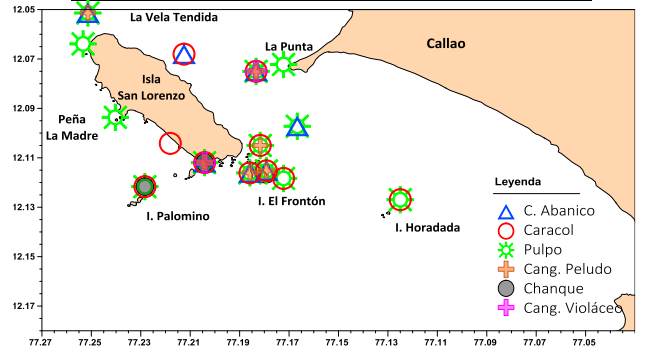 La Vela Tendida
La Punta
Callao
Isla
San Lorenzo
Peña
La Madre
I. Palomino
I. El Frontón
I. Horadada
Leyenda
C. Abanico
Caracol
Pulpo
Cang. Peludo
Chanque
Cang. Violáceo
12.05
12.07
12.09
12.11
12.13
12.15
12.17
77.27
77.25
77.23
77.21
77.19
77.17
77.15
77.13
77.11
77.09
77.07
77.05